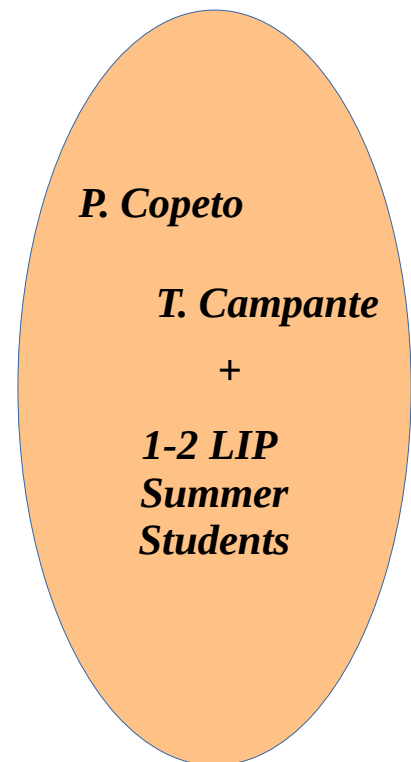 P. Copeto
T. Campante
+
1-2 LIP
Summer
Students